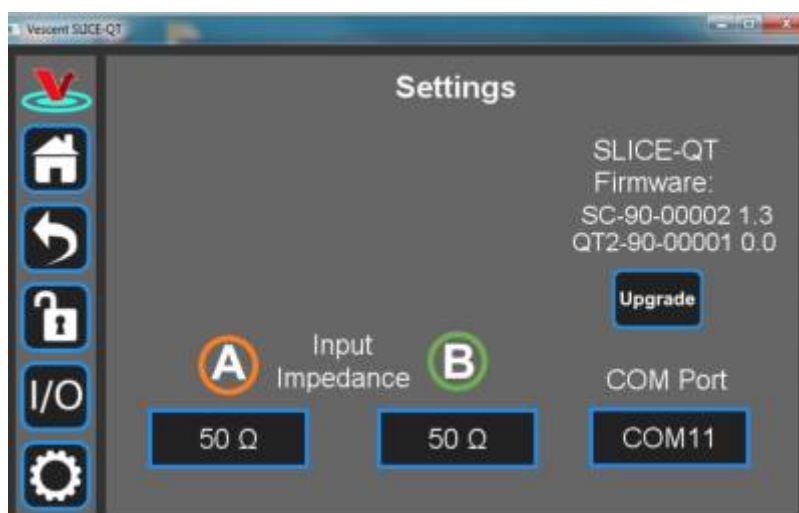 Vescent SLICE-QT
Settings
SLICE-QT
Firmware:
SC-90-00002 1.3
QT2-90-00001 0.0
Upgrade
A
Input
Impedance
B
COM Port
I/O
50 Ω
50 Ω
COM11